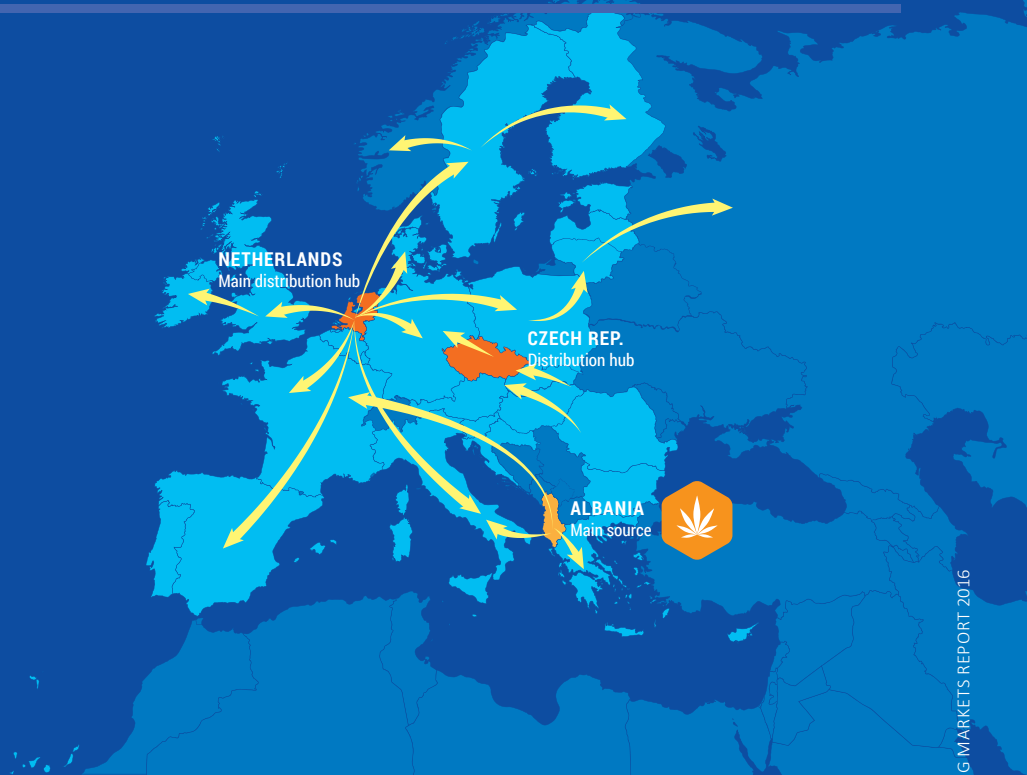 NETHERLANDS
Main distribution hub
CZECH REP.
Distribution hub
ALBANIA
Main source
G MARKETS REPORT 2016